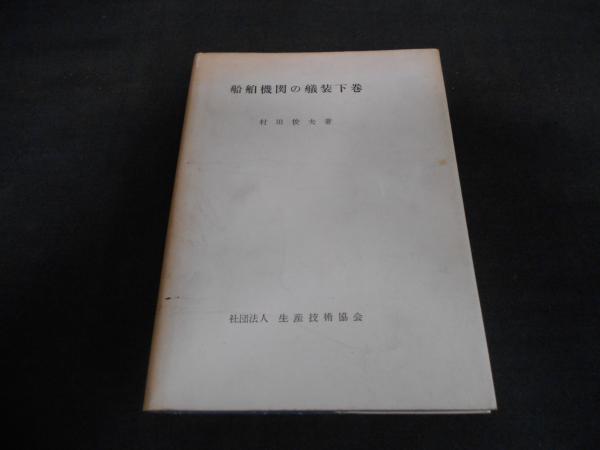 船舶機関の艤装下巻
村田俊夫著
社団法人 生産技術協会